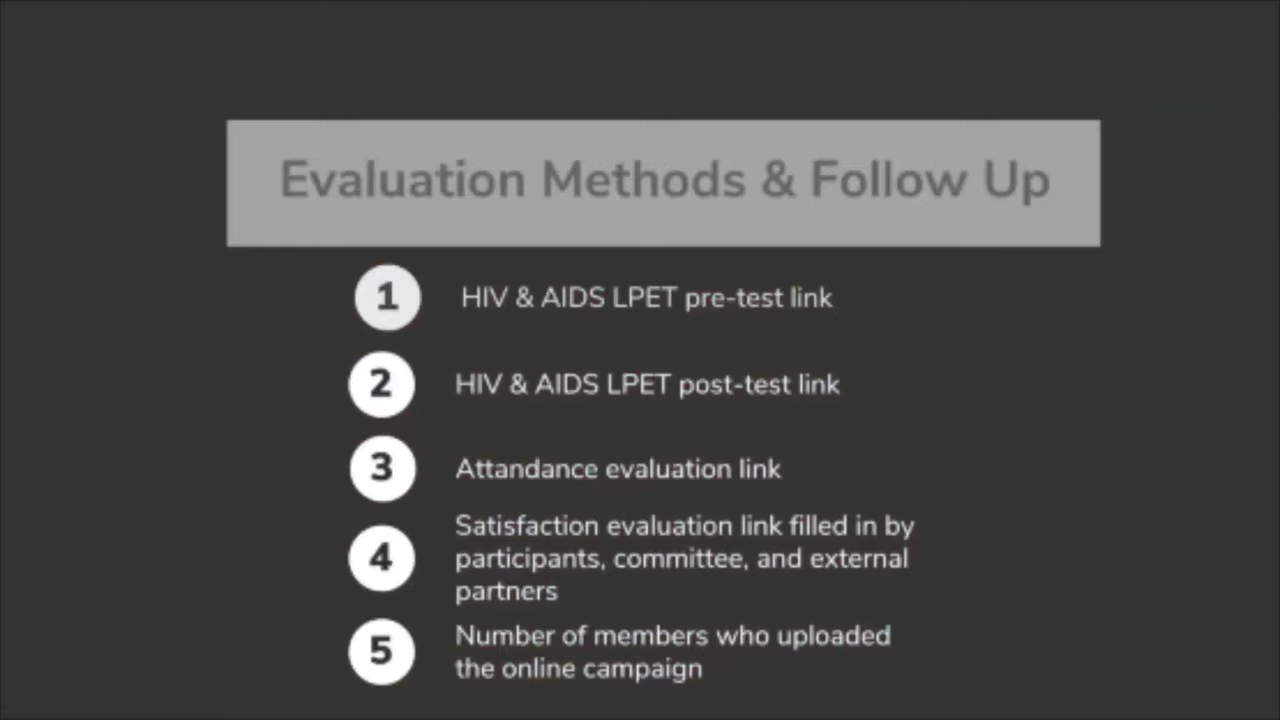 Evaluation Methods & Follow Up
1 HIV & AIDS LPET pre-test link
2 HIV & AIDS LPET post-test link
3 Attandance evaluation link
4 Satisfaction evaluation link filled in by
participants, committee, and external
partners
5 Number of members who uploaded
the online campaign